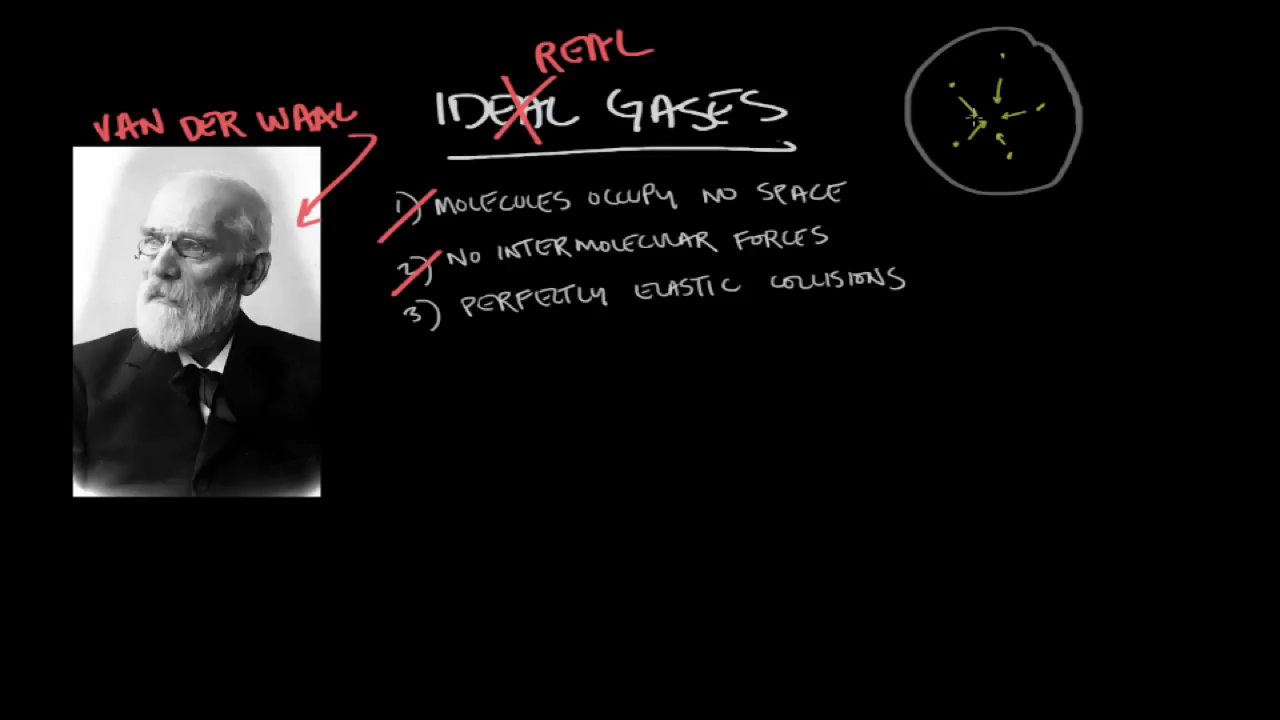 REAL
IDEAL GASES
VAN DER WAAL
1) MOLECULES OCCUPY NO SPACE
2) NO INTERMOLECULAR FORCES
3) PERFECTLY ELASTIC COLLISIONS